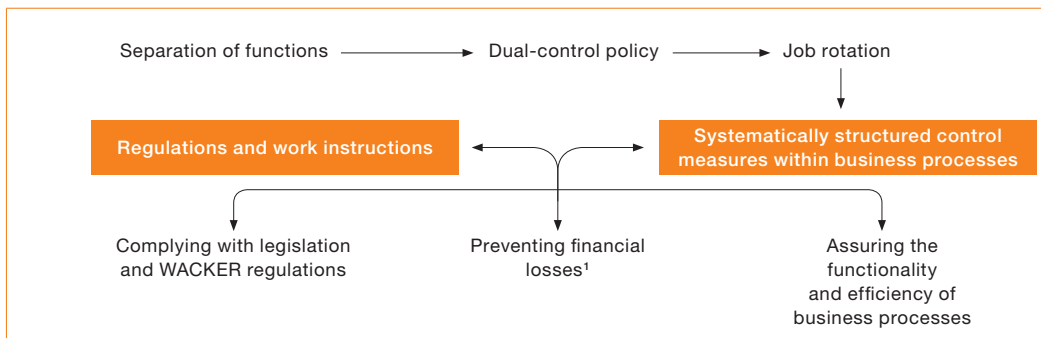 Separation of functions
Dual-control policy
Job rotation
Regulations and work instructions
Systematically structured control
measures within business processes
Complying with legislation
and WACKER regulations
Preventing financial
losses¹
Assuring the
functionality
and efficiency of
business processes